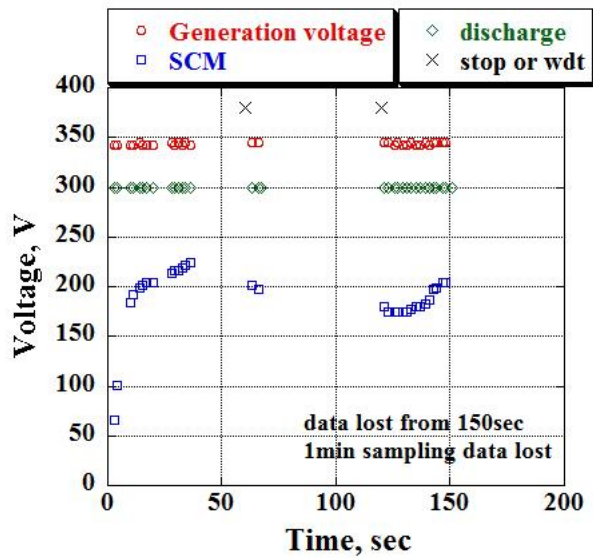 Generation voltage
SCM
discharge
stop or wdt
400
350
300
250
200
150
100
50
0
Voltage, V
data lost from 150sec
1min sampling data lost
0
50
100
150
200
Time, sec